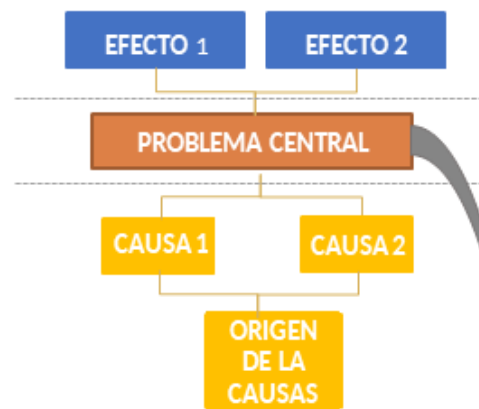 EFECTO 1
EFECTO 2
PROBLEMA CENTRAL
CAUSA 1
CAUSA 2
ORIGEN
DE LA
CAUSAS